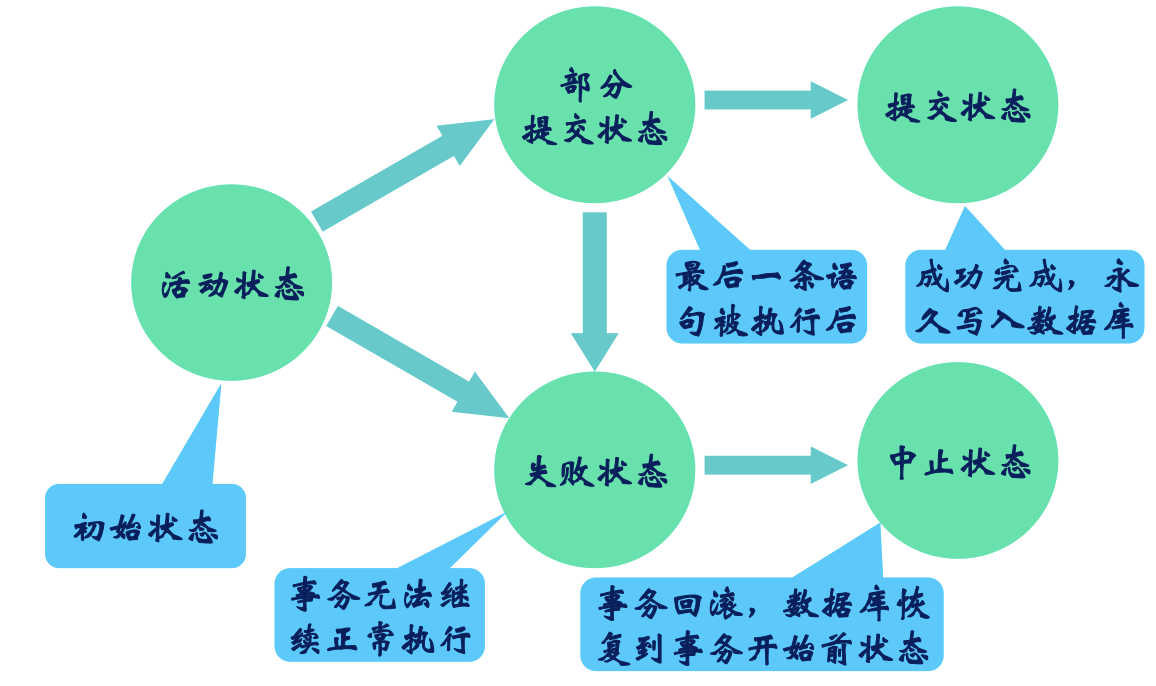 部分
提交状态
提交状态
活动状态
最后一条语
句被执行后
成功完成，永
久写入数据库
失败状态
中止状态
初始状态
事务无法继
续正常执行
事务回滚，数据库恢
复到事务开始前状态